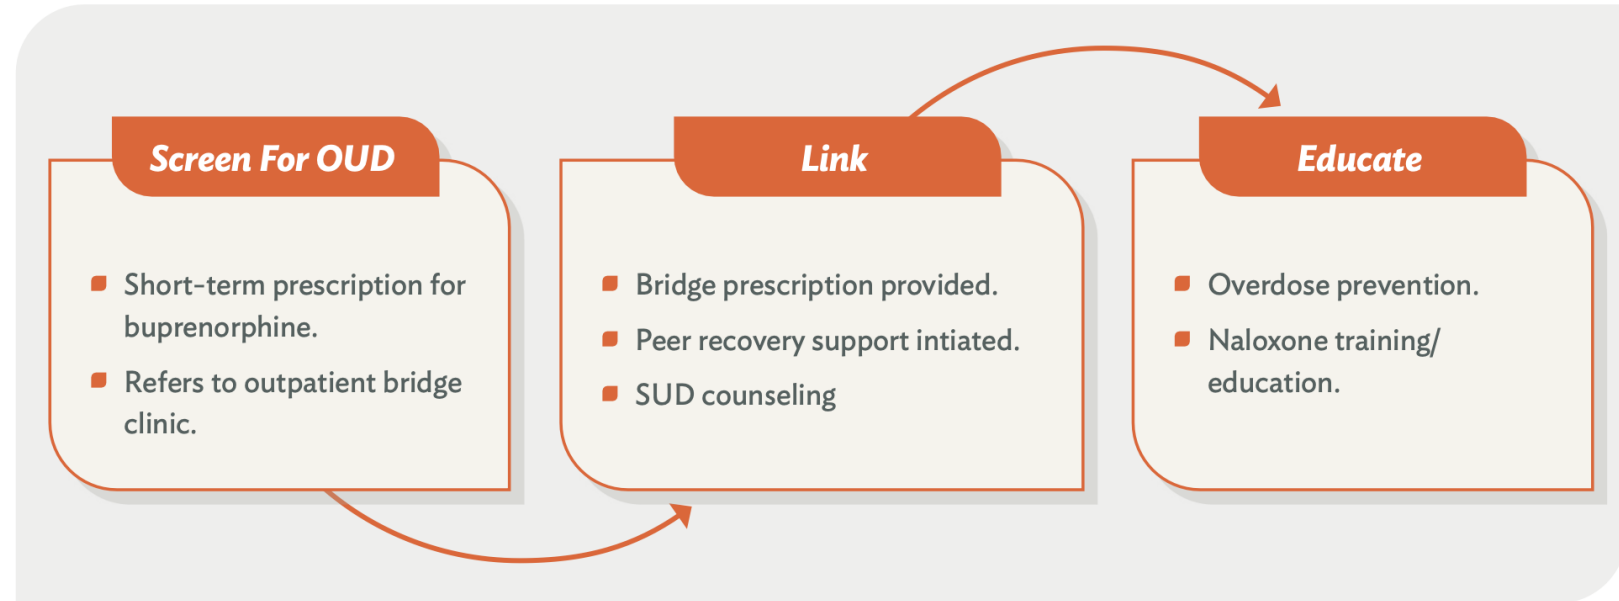 Screen For OUD
Short-term prescription for
buprenorphine.
Refers to outpatient bridge
clinic.
Link
Bridge prescription provided.
Peer recovery support intiated.
SUD counseling
Educate
Overdose prevention.
Naloxone training/
education.